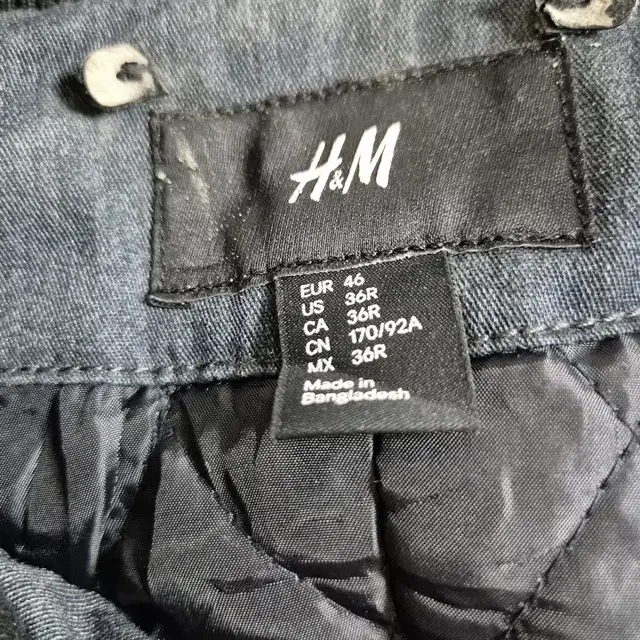 H&M
EUR 46
US 36R
CA 36R
CN 170/92A
MX 36R
Made in
Bangladesh